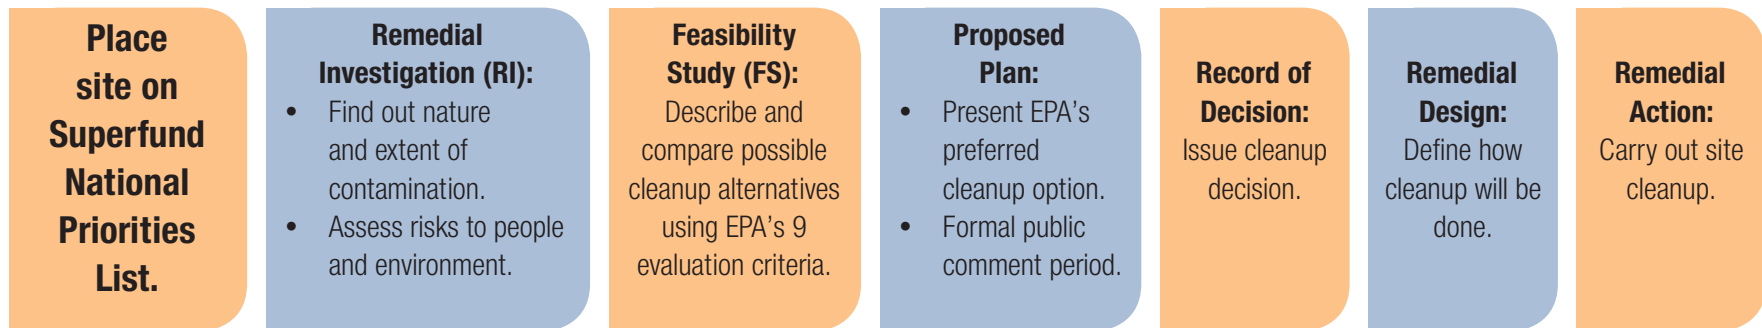 Place
site on
Superfund
National
Priorities
List.
Remedial
Investigation (RI):
• Find out nature
and extent of
contamination.
• Assess risks to people
and environment.
Feasibility
Study (FS):
Describe and
compare possible
cleanup alternatives
using EPA’s 9
evaluation criteria.
Proposed
Plan:
• Present EPA’s
preferred
cleanup option.
• Formal public
comment period.
Record of
Decision:
Issue cleanup
decision.
Remedial
Design:
Define how
cleanup will be
done.
Remedial
Action:
Carry out site
cleanup.